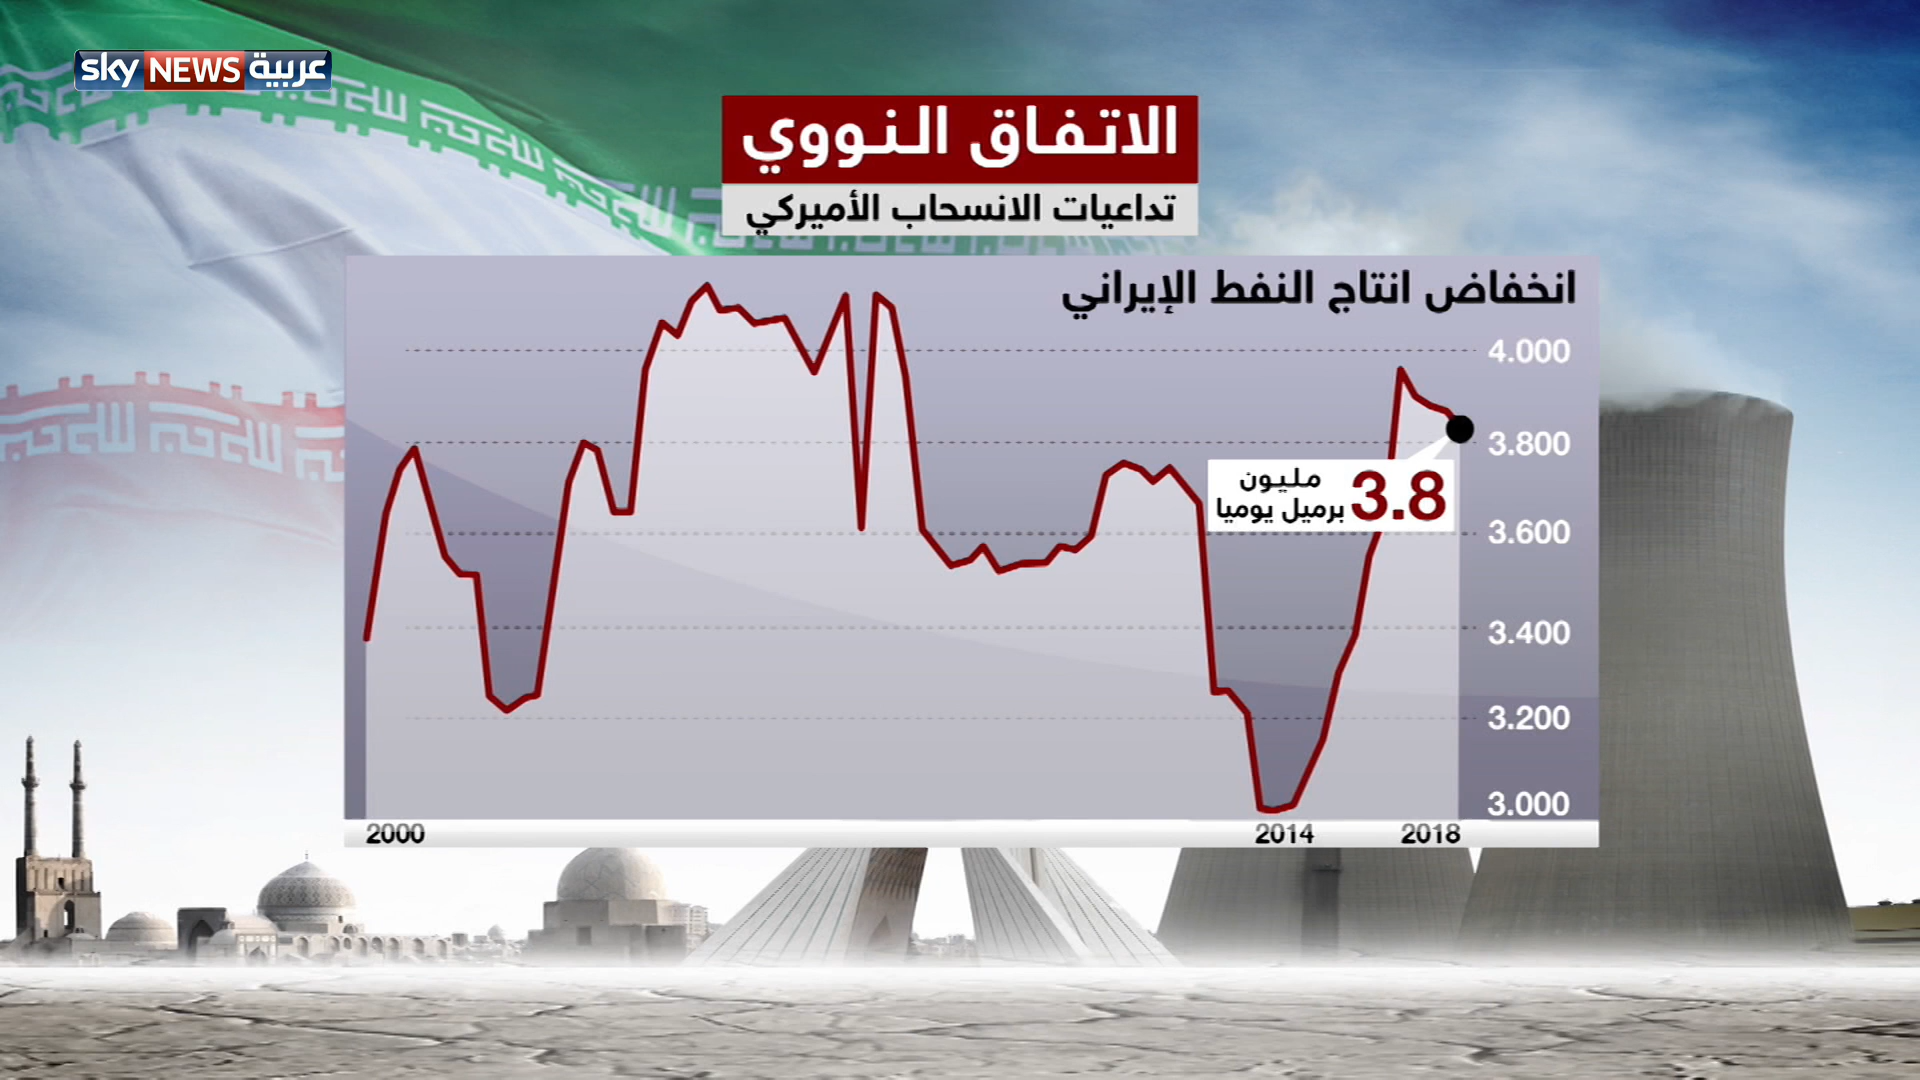 sky NEWS عربية
الاتفاق النووي
تداعيات الانسحاب الأميركي
انخفاض انتاج النفط الإيراني
4.000
3.800
3.8 مليون
برميل يوميا
3.600
3.400
3.200
3.000
2000 2014 2018